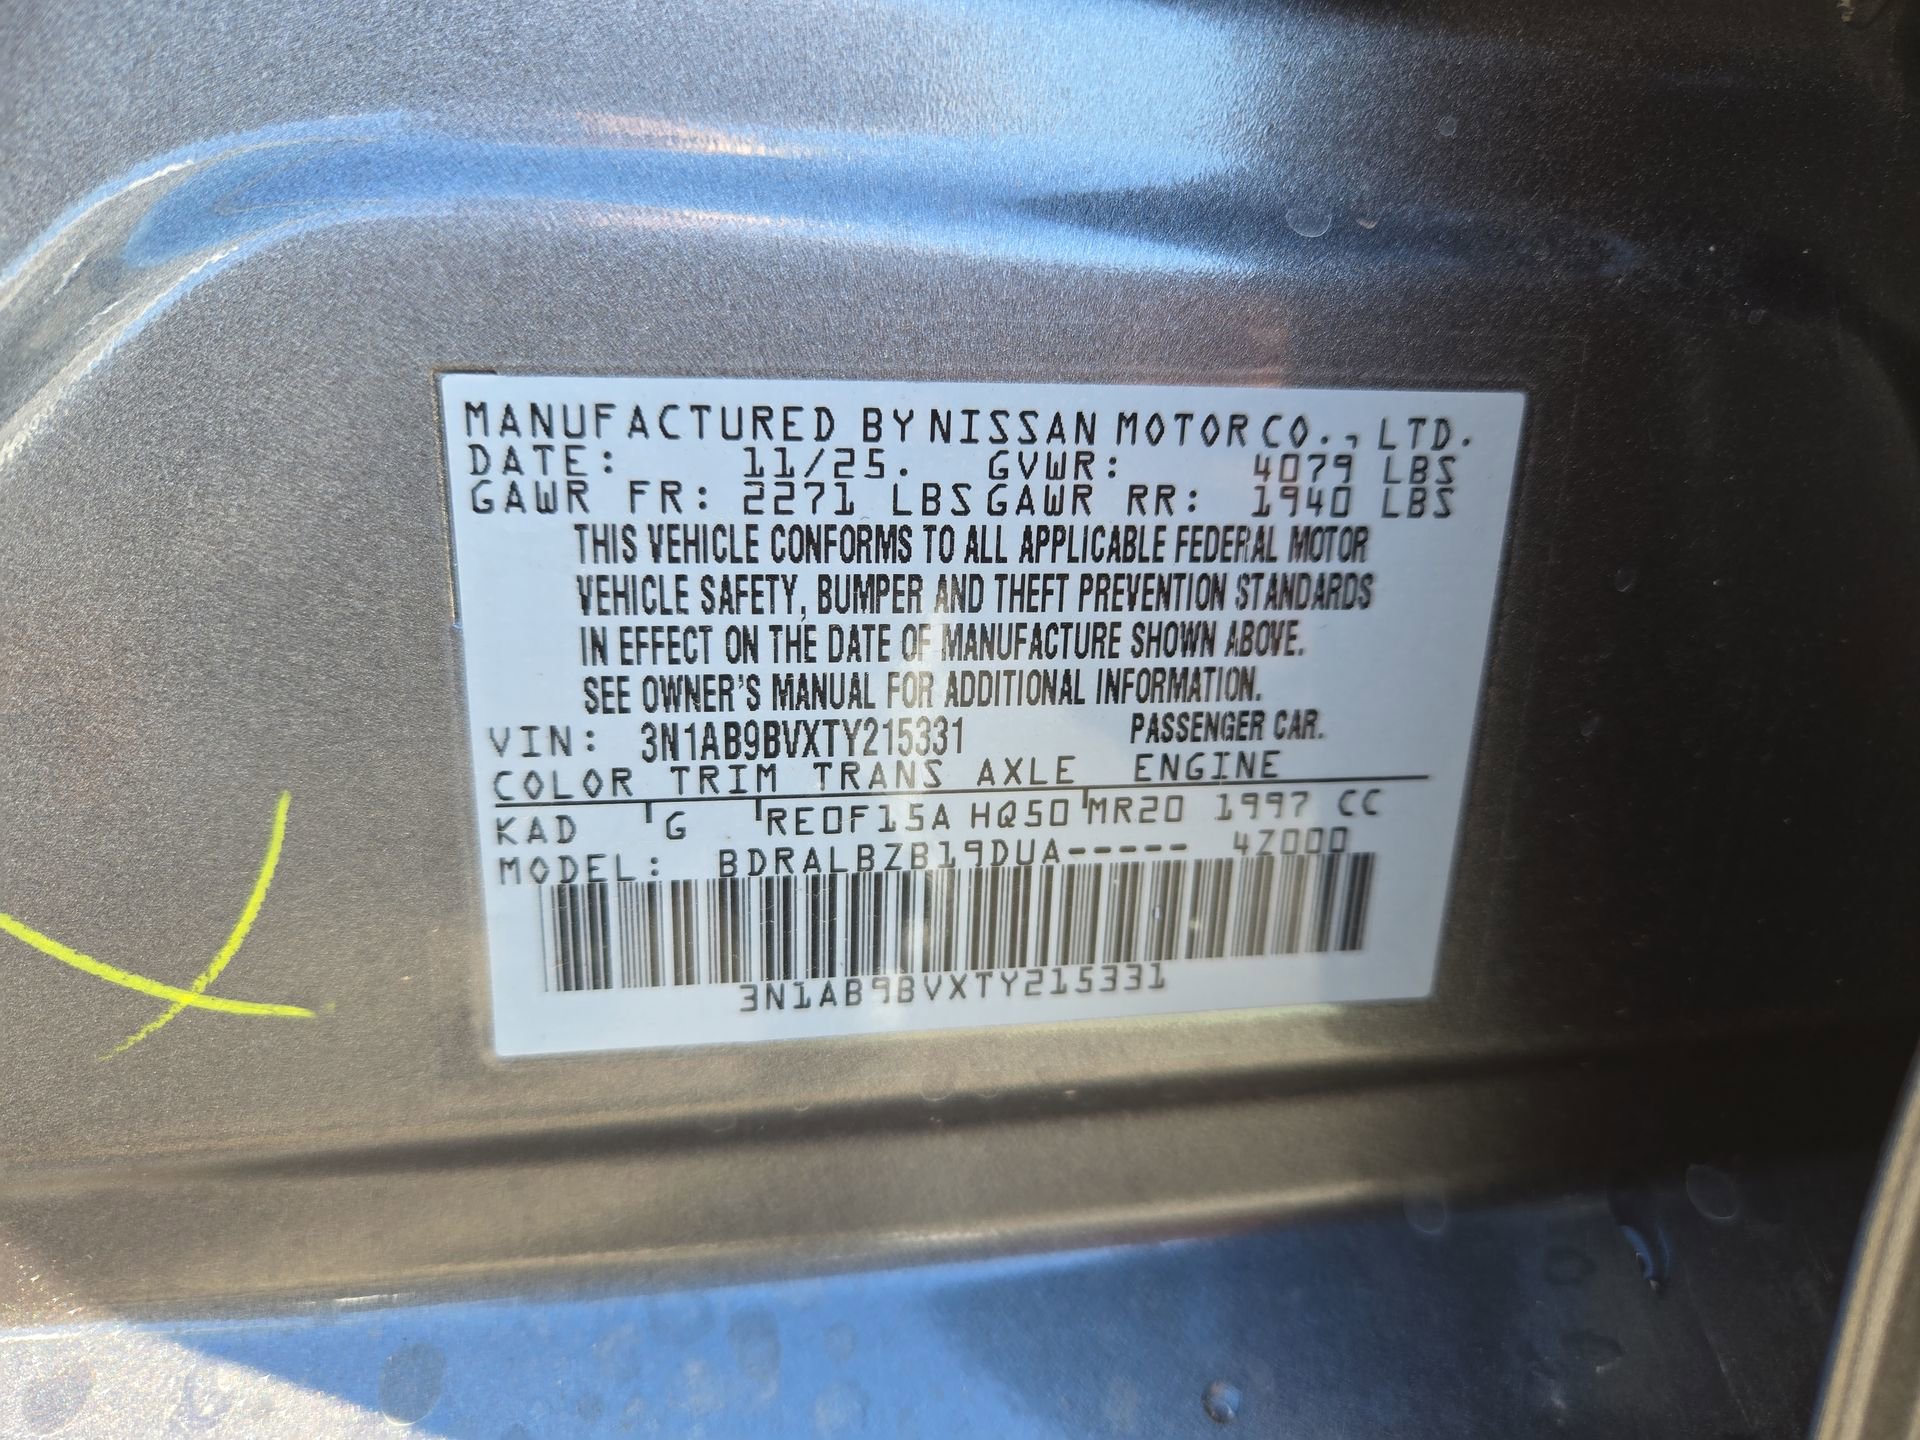 MANUFACTURED BY NISSAN MOTOR CO., LTD.
DATE: 11/25. GVWR: 4079 LBS
GAWR FR: 2271 LBS GAWR RR: 1940 LBS
THIS VEHICLE CONFORMS TO ALL APPLICABLE FEDERAL MOTOR
VEHICLE SAFETY, BUMPER AND THEFT PREVENTION STANDARDS
IN EFFECT ON THE DATE OF MANUFACTURE SHOWN ABOVE.
SEE OWNER'S MANUAL FOR ADDITIONAL INFORMATION.
VIN: 3N1AB9BVXTY215331 PASSENGER CAR.
COLOR TRIM TRANS AXLE ENGINE
KAD G RE0F15A HQ50 MR20 1997 CC
MODEL: BDRALBZB19DUA----- 4Z000
3N1AB9BVXTY215331